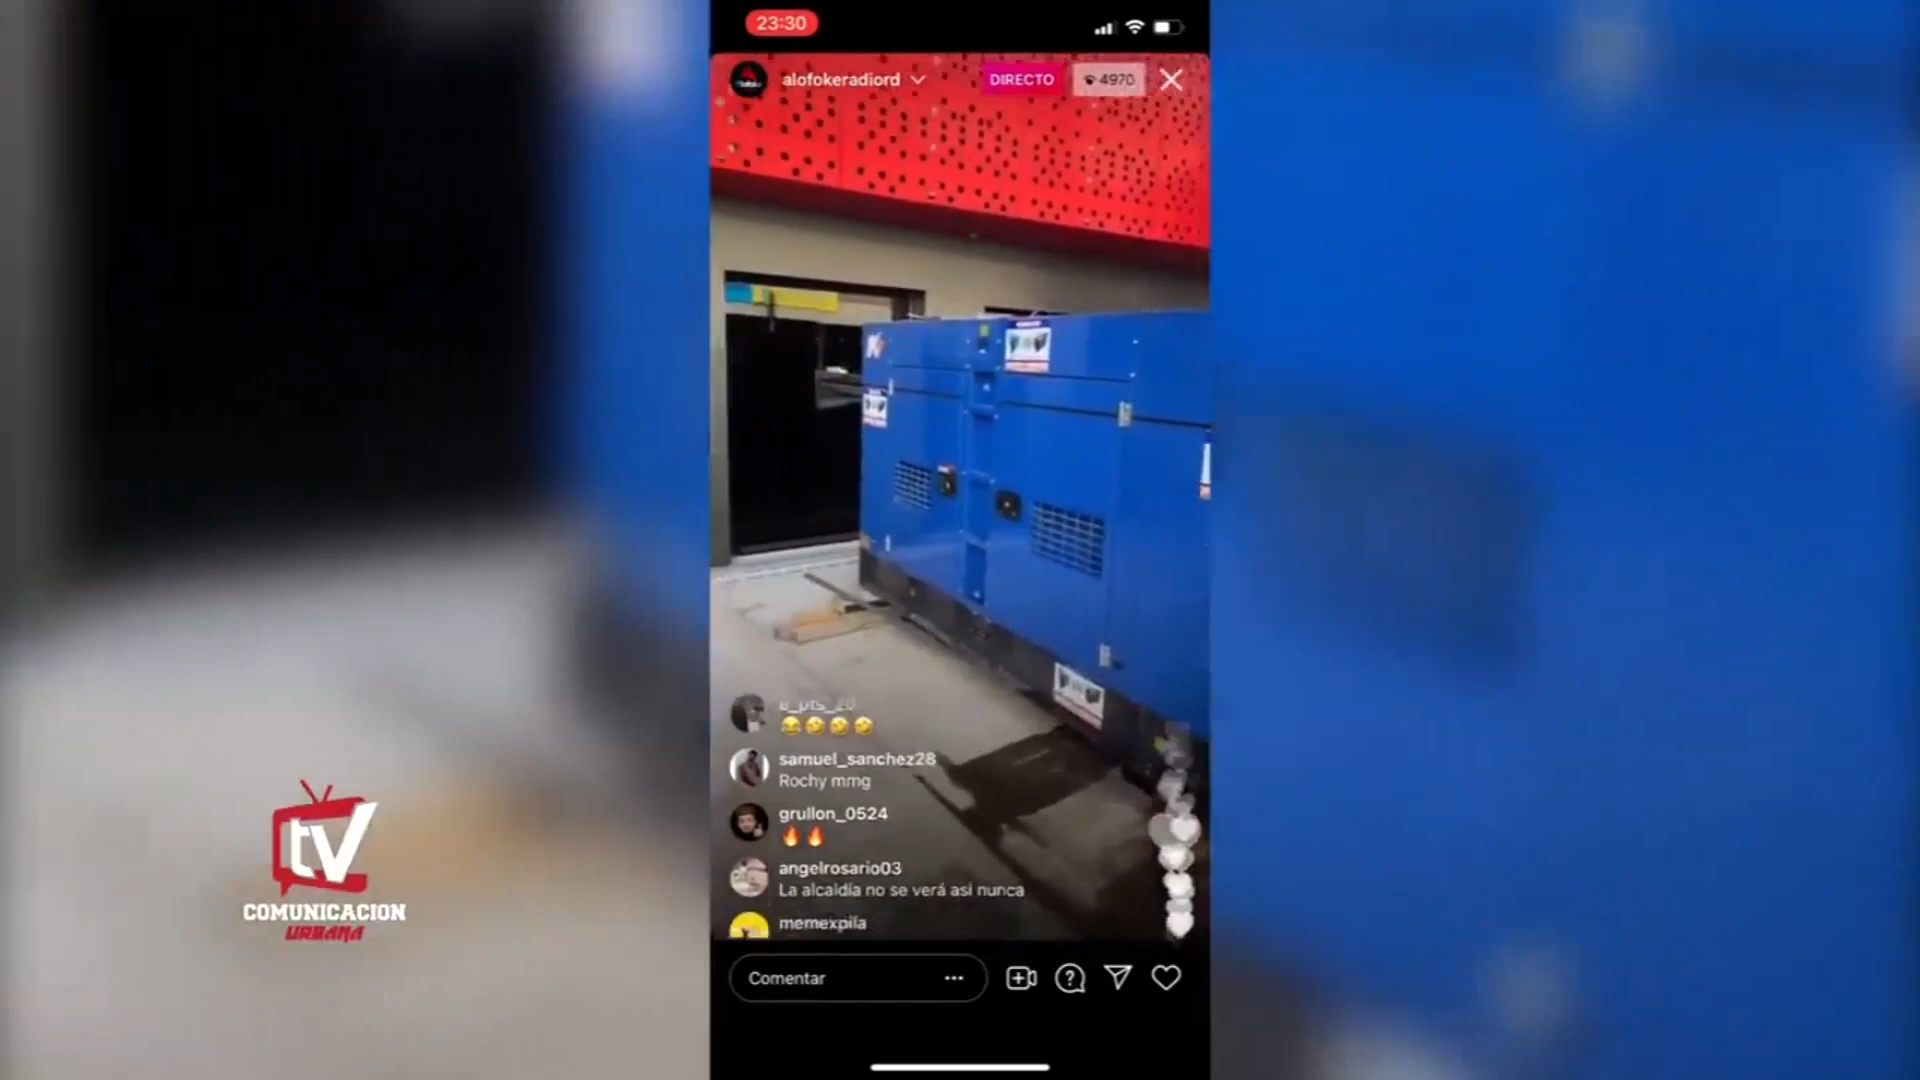 23:30
alofokeradiord
DIRECTO
4970
samuel_sanchez28
Rochy mmg
grullon_0524
angelrosario03
La alcaldía no se verá asi nunca
memexpila
Comentar
tv
COMUNICACION
URBANA